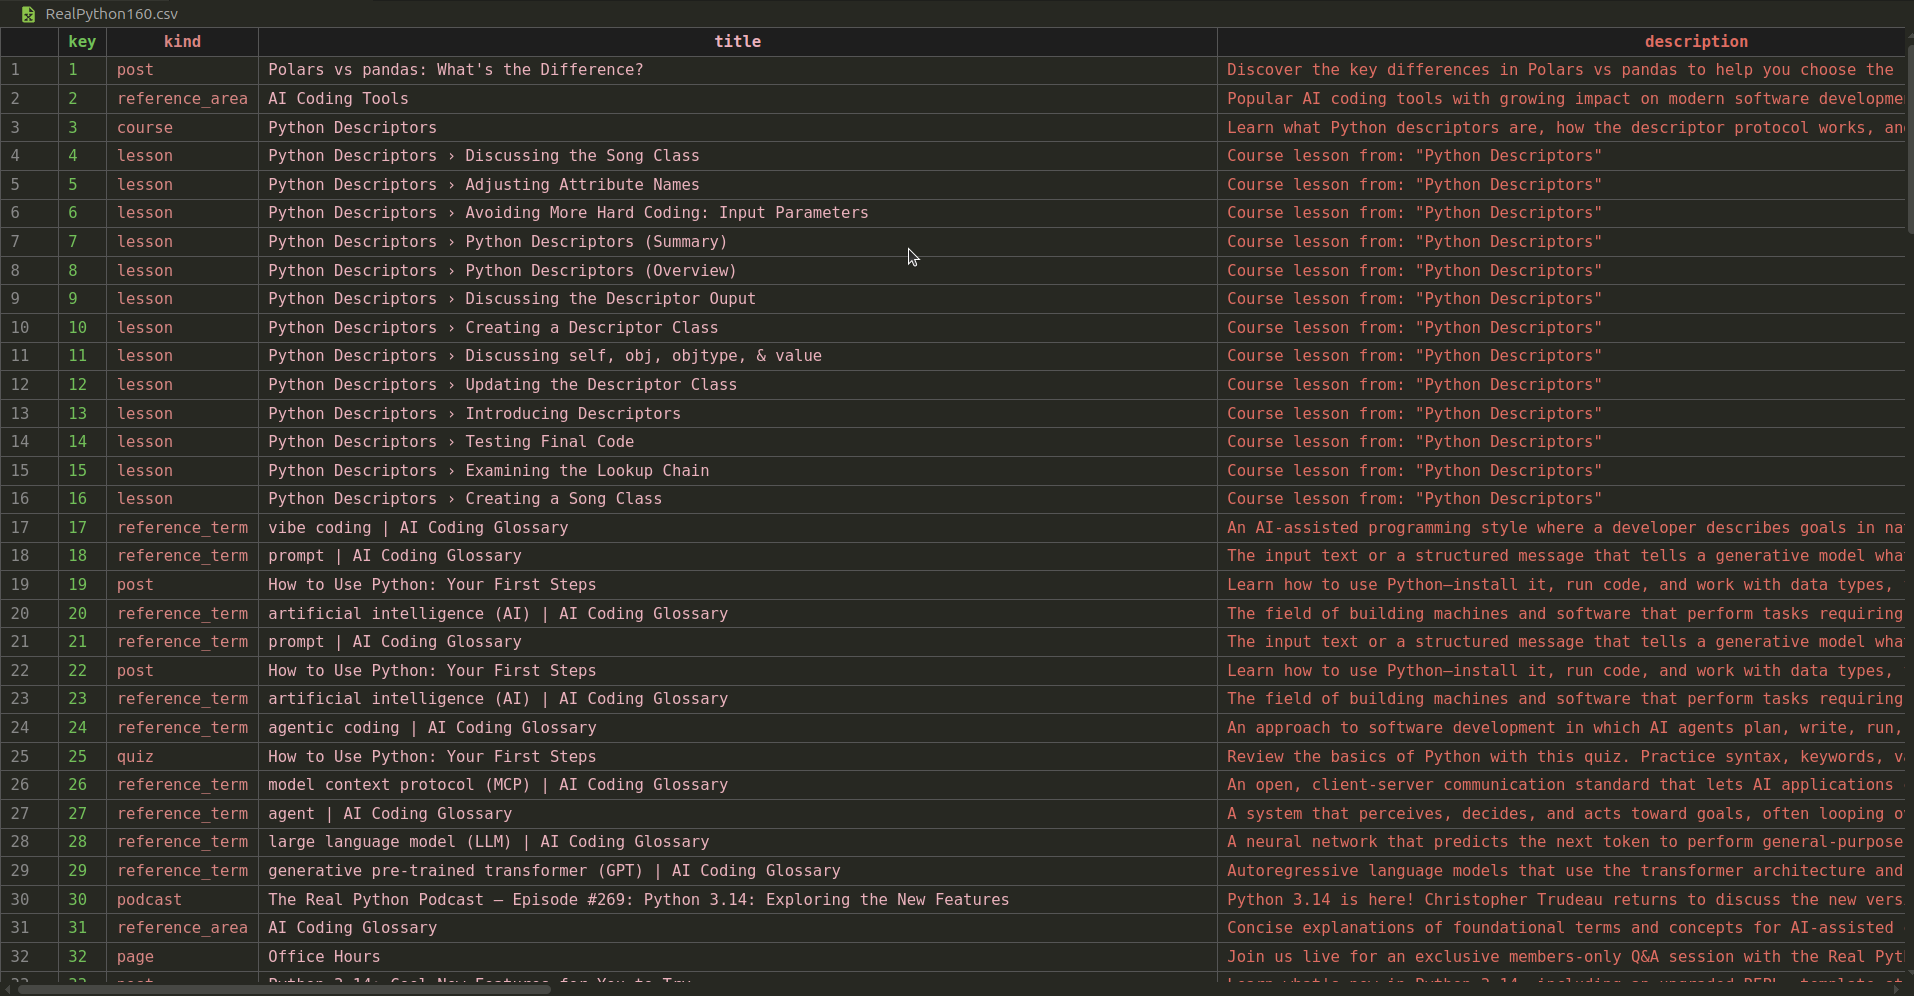 RealPython160.csv
key kind title description
1 1 post Polars vs pandas: What's the Difference? Discover the key differences in Polars vs pandas to help you choose the
2 2 reference_area AI Coding Tools Popular AI coding tools with growing impact on modern software developme
3 3 course Python Descriptors Learn what Python descriptors are, how the descriptor protocol works, an
4 4 lesson Python Descriptors › Discussing the Song Class Course lesson from: "Python Descriptors"
5 5 lesson Python Descriptors › Adjusting Attribute Names Course lesson from: "Python Descriptors"
6 6 lesson Python Descriptors › Avoiding More Hard Coding: Input Parameters Course lesson from: "Python Descriptors"
7 7 lesson Python Descriptors › Python Descriptors (Summary) Course lesson from: "Python Descriptors"
8 8 lesson Python Descriptors › Python Descriptors (Overview) Course lesson from: "Python Descriptors"
9 9 lesson Python Descriptors › Discussing the Descriptor Ouput Course lesson from: "Python Descriptors"
10 10 lesson Python Descriptors › Creating a Descriptor Class Course lesson from: "Python Descriptors"
11 11 lesson Python Descriptors › Discussing self, obj, objtype, & value Course lesson from: "Python Descriptors"
12 12 lesson Python Descriptors › Updating the Descriptor Class Course lesson from: "Python Descriptors"
13 13 lesson Python Descriptors › Introducing Descriptors Course lesson from: "Python Descriptors"
14 14 lesson Python Descriptors › Testing Final Code Course lesson from: "Python Descriptors"
15 15 lesson Python Descriptors › Examining the Lookup Chain Course lesson from: "Python Descriptors"
16 16 lesson Python Descriptors › Creating a Song Class Course lesson from: "Python Descriptors"
17 17 reference_term vibe coding | AI Coding Glossary An AI-assisted programming style where a developer describes goals in na
18 18 reference_term prompt | AI Coding Glossary The input text or a structured message that tells a generative model wha
19 19 post How to Use Python: Your First Steps Learn how to use Python—install it, run code, and work with data types,
20 20 reference_term artificial intelligence (AI) | AI Coding Glossary The field of building machines and software that perform tasks requiring
21 21 reference_term prompt | AI Coding Glossary The input text or a structured message that tells a generative model wha
22 22 post How to Use Python: Your First Steps Learn how to use Python—install it, run code, and work with data types,
23 23 reference_term artificial intelligence (AI) | AI Coding Glossary The field of building machines and software that perform tasks requiring
24 24 reference_term agentic coding | AI Coding Glossary An approach to software development in which AI agents plan, write, run,
25 25 quiz How to Use Python: Your First Steps Review the basics of Python with this quiz. Practice syntax, keywords, va
26 26 reference_term model context protocol (MCP) | AI Coding Glossary An open, client-server communication standard that lets AI applications
27 27 reference_term agent | AI Coding Glossary A system that perceives, decides, and acts toward goals, often looping o
28 28 reference_term large language model (LLM) | AI Coding Glossary A neural network that predicts the next token to perform general-purpose
29 29 reference_term generative pre-trained transformer (GPT) | AI Coding Glossary Autoregressive language models that use the transformer architecture and
30 30 podcast The Real Python Podcast – Episode #269: Python 3.14: Exploring the New Features Python 3.14 is here! Christopher Trudeau returns to discuss the new vers
31 31 reference_area AI Coding Glossary Concise explanations of foundational terms and concepts for AI-assisted
32 32 page Office Hours Join us live for an exclusive members-only Q&A session with the Real Pyt
33 33 post Python 3.14: Cool New Features for You to Try Learn what's new in Python 3.14, including an upgraded REPL, template st